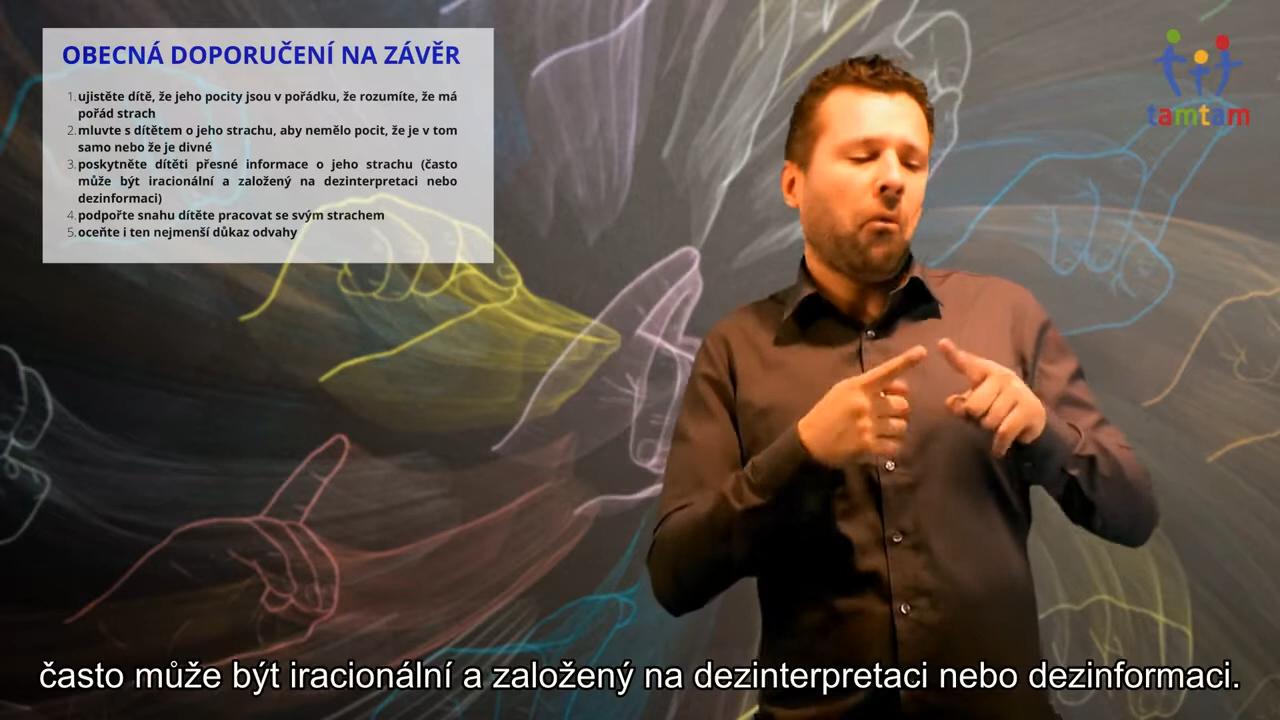 OBECNÁ DOPORUČENÍ NA ZÁVĚR
1. ujistěte dítě, že jeho pocity jsou v pořádku, že rozumíte, že má
pořád strach
2. mluvte s dítětem o jeho strachu, aby nemělo pocit, že je v tom
samo nebo že je divné
3. poskytněte dítěti přesné informace o jeho strachu (často
může být iracionální a založený na dezinterpretaci nebo
dezinformaci)
4. podpořte snahu dítěte pracovat se svým strachem
5. oceňte i ten nejmenší důkaz odvahy
tamtam
často může být iracionální a založený na dezinterpretaci nebo dezinformaci.